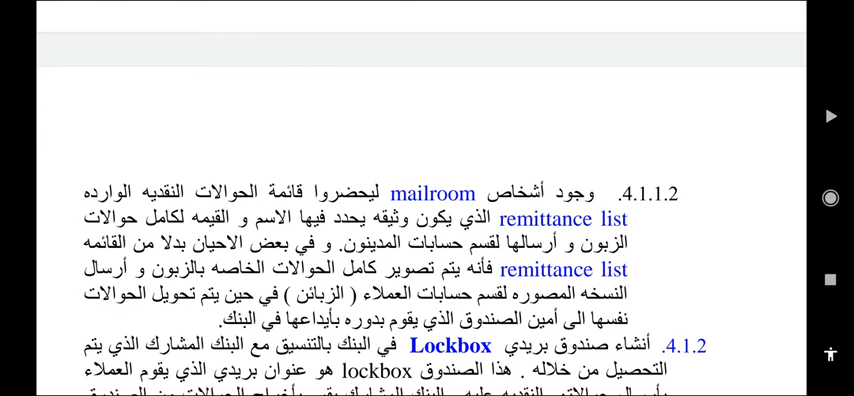 4.1.1.2. وجود أشخاص mailroom ليحضروا قائمة الحوالات النقديه الوارده
remittance list الذي يكون وثيقه يحدد فيها الاسم و القيمه لكامل حوالات
الزبون و أرسالها لقسم حسابات المدينون. و في بعض الاحيان بدلا من القائمه
remittance list فأنه يتم تصوير كامل الحوالات الخاصه بالزبون و أرسال
النسخه المصوره لقسم حسابات العملاء ( الزبائن ) في حين يتم تحويل الحوالات
نفسها الى أمين الصندوق الذي يقوم بدوره بأيداعها في البنك.
4.1.2. أنشاء صندوق بريدي Lockbox في البنك بالتنسيق مع البنك المشارك الذي يتم
التحصيل من خلاله . هذا الصندوق lockbox هو عنوان بريدي الذي يقوم العملاء